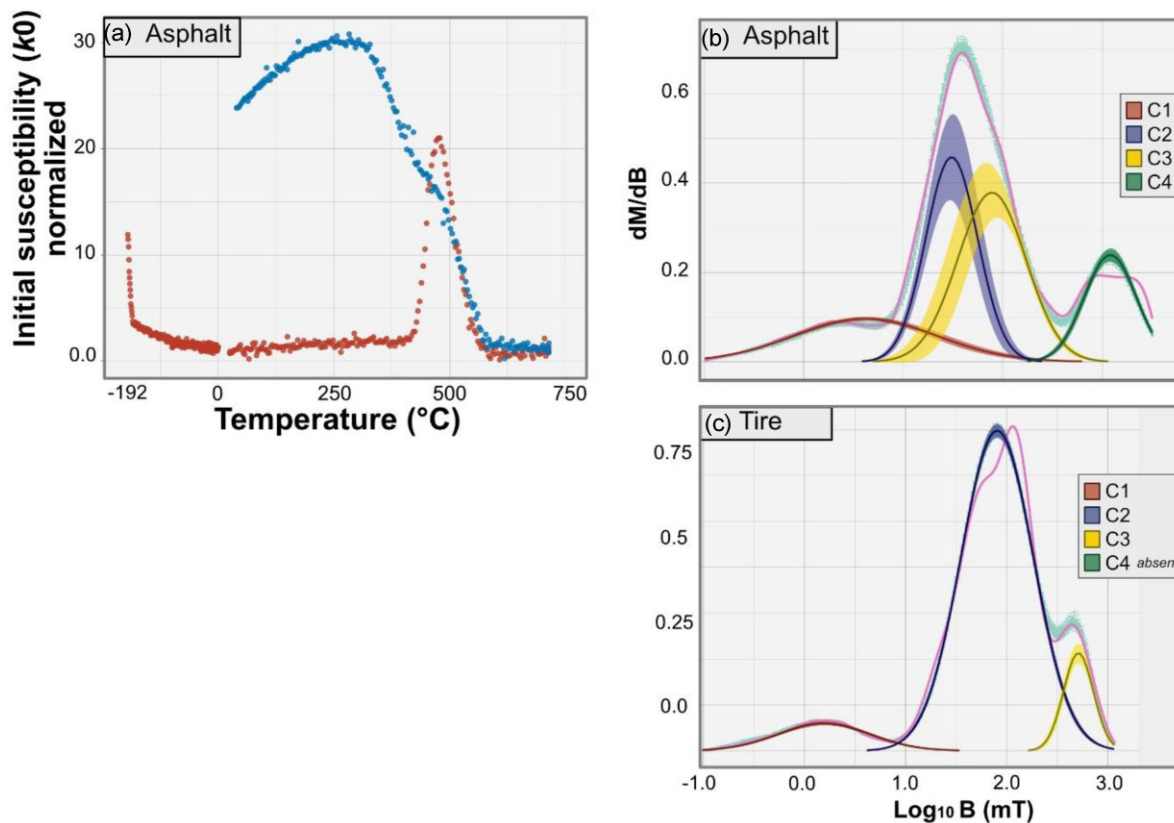 (a) Asphalt
Initial susceptibility (k0)
normalized
30
20
10
0.0
-192
0
250
500
750
Temperature (°C)
(b) Asphalt
dM/dB
0.6
0.4
0.2
0.0
C1
C2
C3
C4
(c) Tire
0.75
0.5
0.25
0.0
C1
C2
C3
C4 absen
-1.0
0.0
1.0
2.0
3.0
Log₁₀ B (mT)